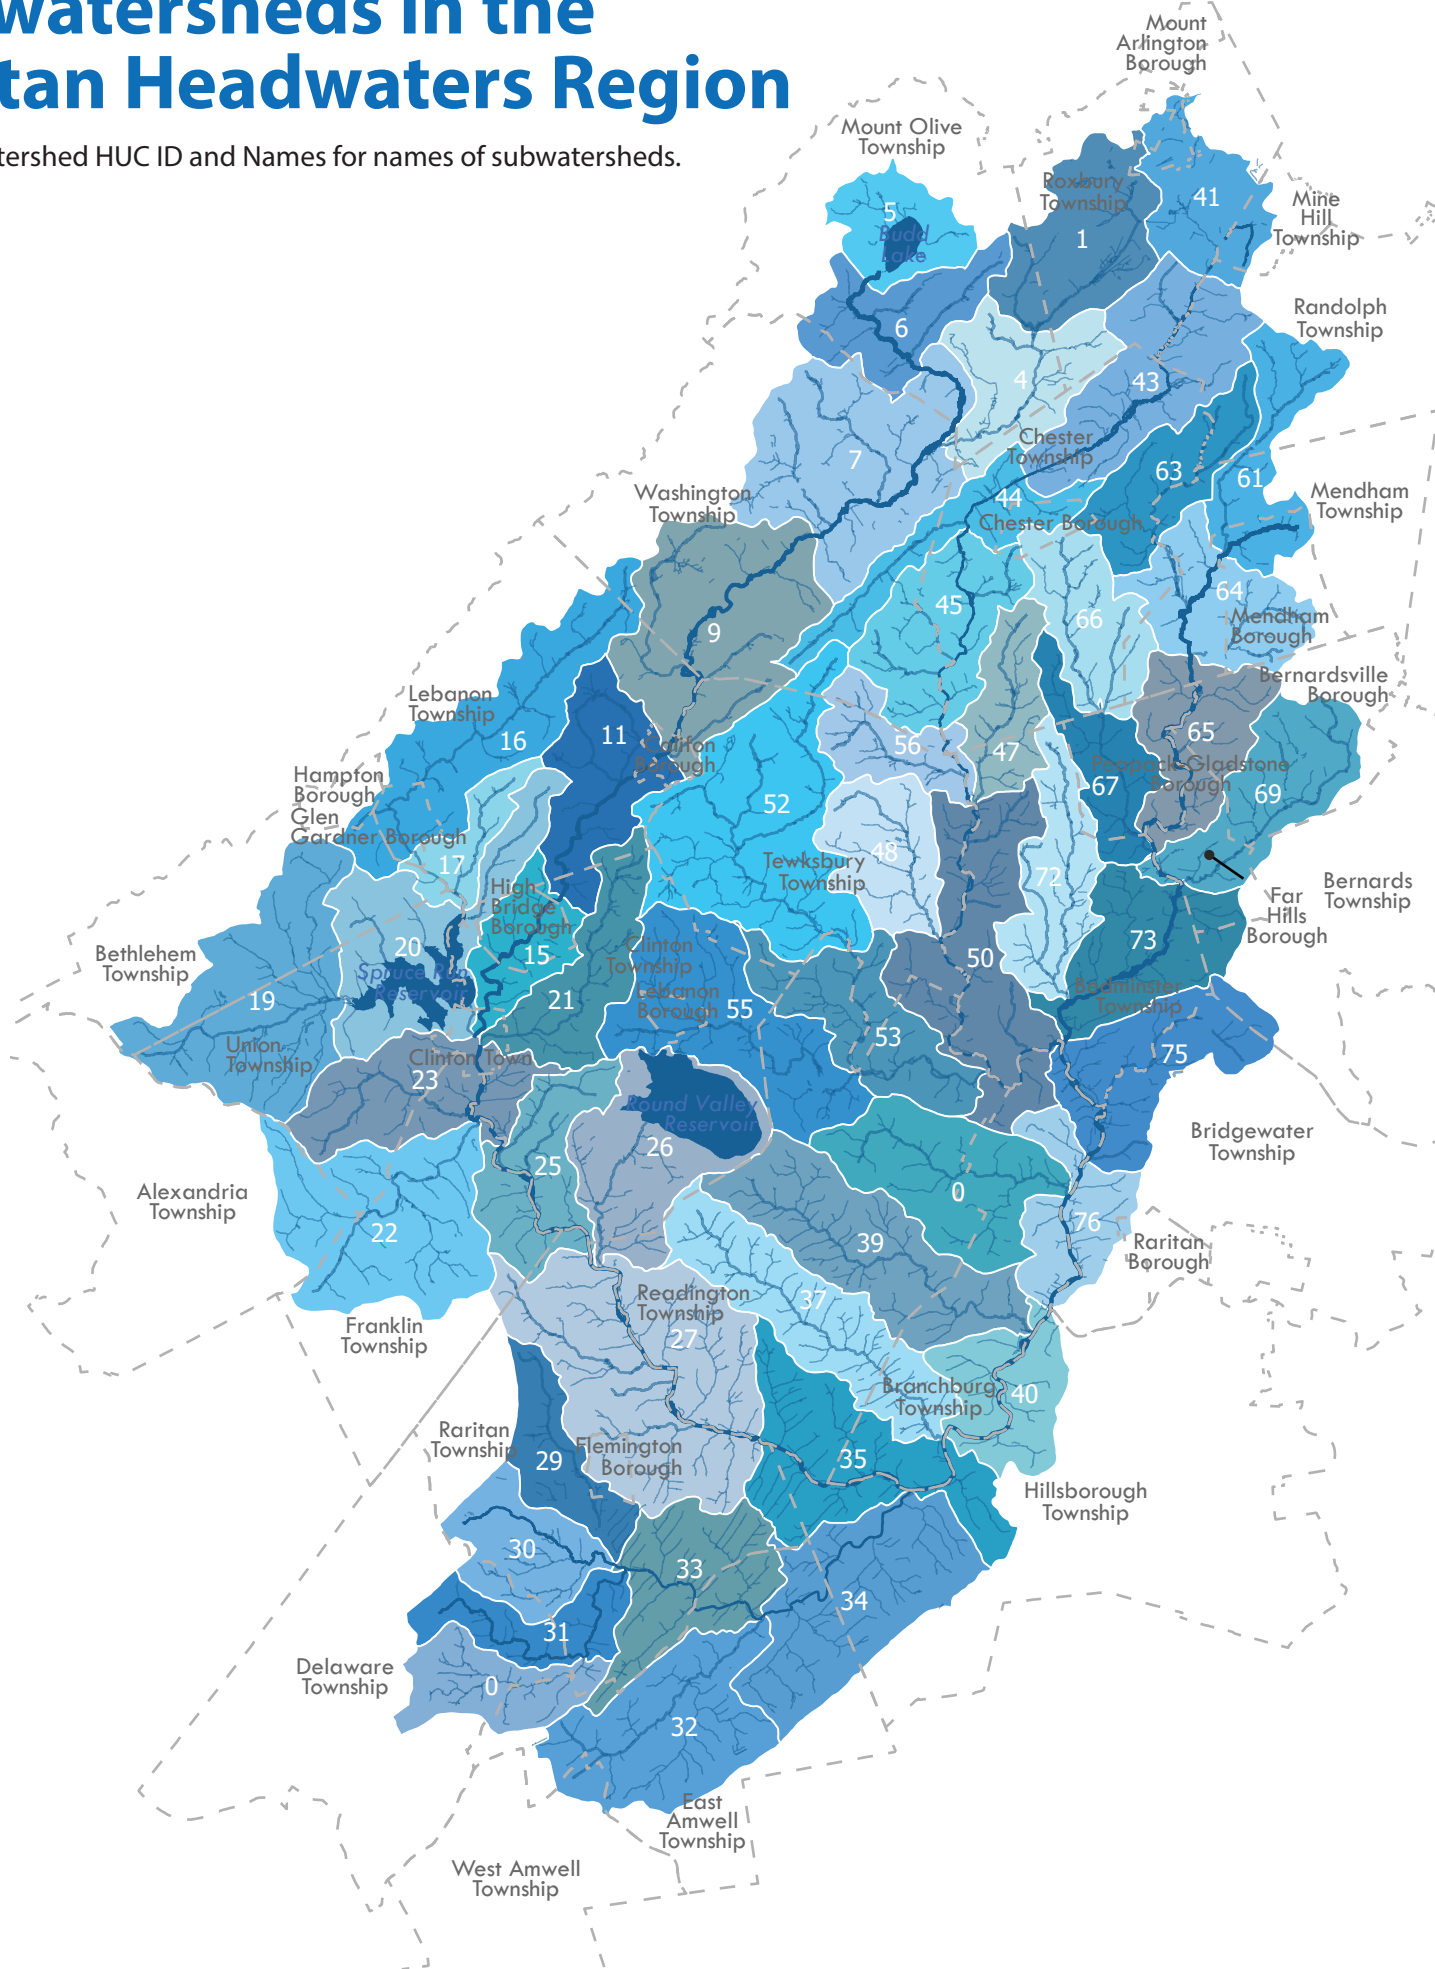 watersheds in the
tan Headwaters Region
tershed HUC ID and Names for names of subwatersheds.
Mount
Arlington
Borough
Mount Olive
Township
Roxbury
Township
41
Mine
Hill
Township
5
Budd
Lake
1
Randolph
Township
6
4
43
Chester
Township
7
63
61
Washington
Township
44
Mendham
Township
Chester Borough
45
64
66
Mendham
Borough
9
Bernardsville
Borough
Lebanon
Township
16
11
Califon
Borough
56
47
65
Peapack-Gladstone
Borough
67
69
Hampton
Borough
Glen
Gardner Borough
52
17
48
Tewksbury
Township
72
High
Bridge
Borough
Far
Hills
Borough
Bernards
Township
20
15
Clinton
Township
50
73
Bethlehem
Township
Spruce Run
Reservoir
19
21
Lebanon
Borough
55
Bedminster
Township
53
Union
Township
Clinton Town
23
75
Round Valley
Reservoir
26
25
Bridgewater
Township
Alexandria
Township
0
22
39
76
Raritan
Borough
Readington
Township
37
27
Franklin
Township
Branchburg
Township
40
Raritan
Township
29
Flemington
Borough
35
Hillsborough
Township
30
33
34
31
Delaware
Township
0
32
East
Amwell
Township
West Amwell
Township